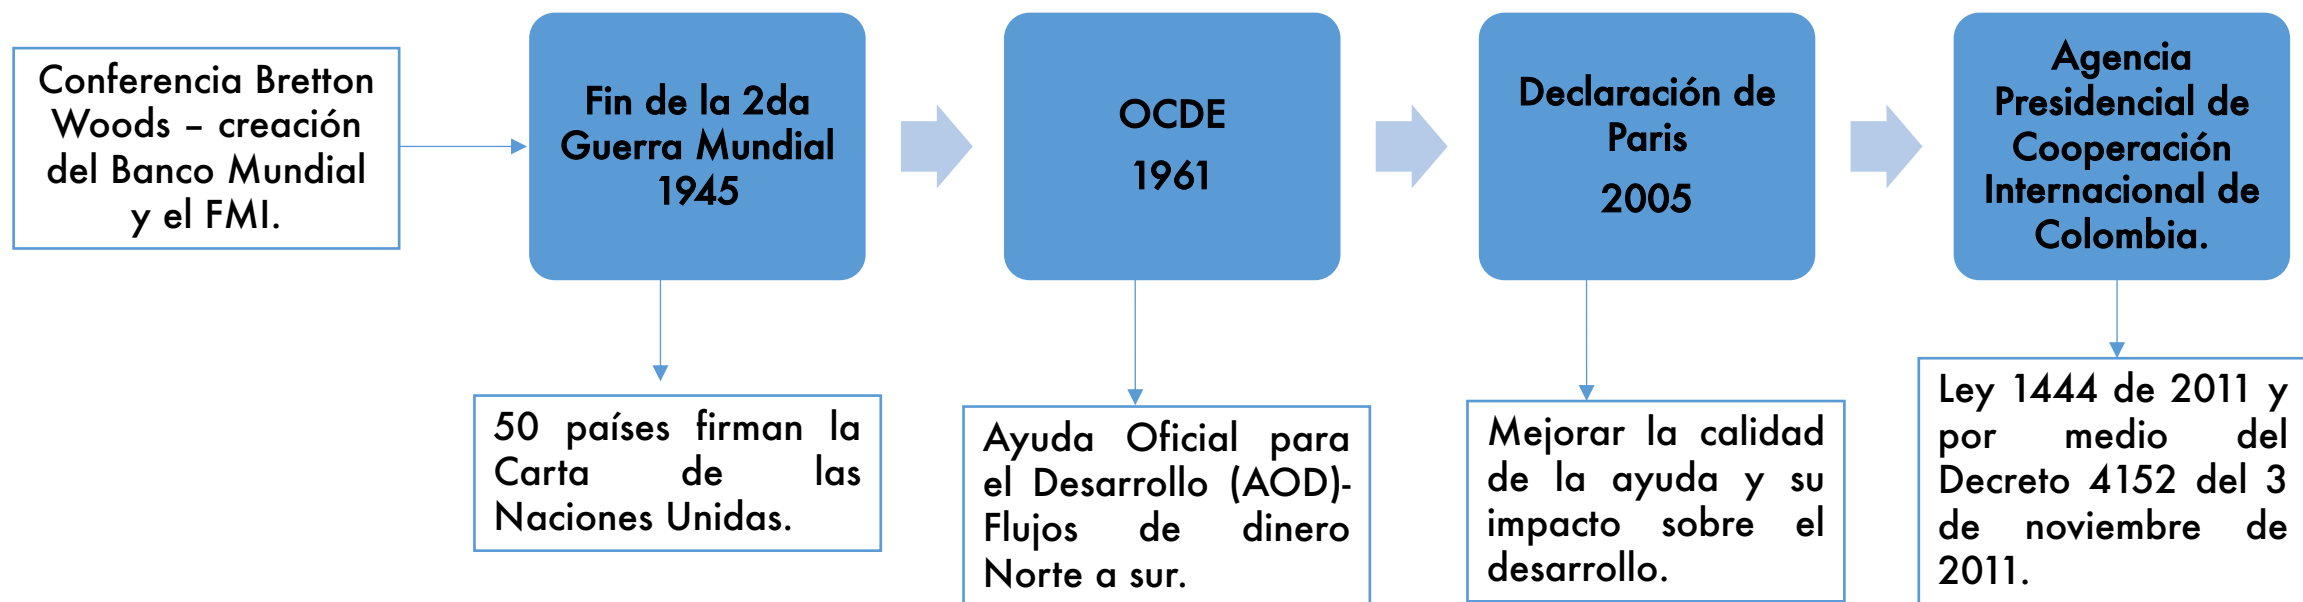 Conferencia Bretton
Woods – creación
del Banco Mundial
y el FMI.
Fin de la 2da
Guerra Mundial
1945
OCDE
1961
Declaración de
Paris
2005
Agencia
Presidencial de
Cooperación
Internacional de
Colombia.
50 países firman la
Carta de las
Naciones Unidas.
Ayuda Oficial para
el Desarrollo (AOD)-
Flujos de dinero
Norte a sur.
Mejorar la calidad
de la ayuda y su
impacto sobre el
desarrollo.
Ley 1444 de 2011 y
por medio del
Decreto 4152 del 3
de noviembre de
2011.